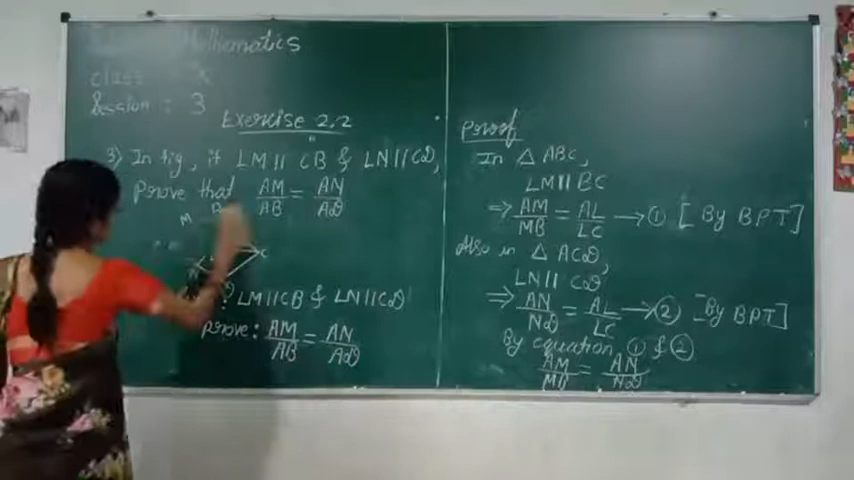 Mathematics
class : X
Session : 3
Exercise 2.2
3) In fig, if LM || CB & LN || CD,
Prove that AM/AB = AN/AD
M B
C
? LM || CB & LN || CD
Prove : AM/AB = AN/AD
Proof
In △ ABC,
LM || BC
⇒ AM/MB = AL/LC → ① [By BPT]
Also in △ ACD,
LN || CD,
⇒ AN/ND = AL/LC → ② [By BPT]
By equation ① & ②
AM/MB = AN/ND